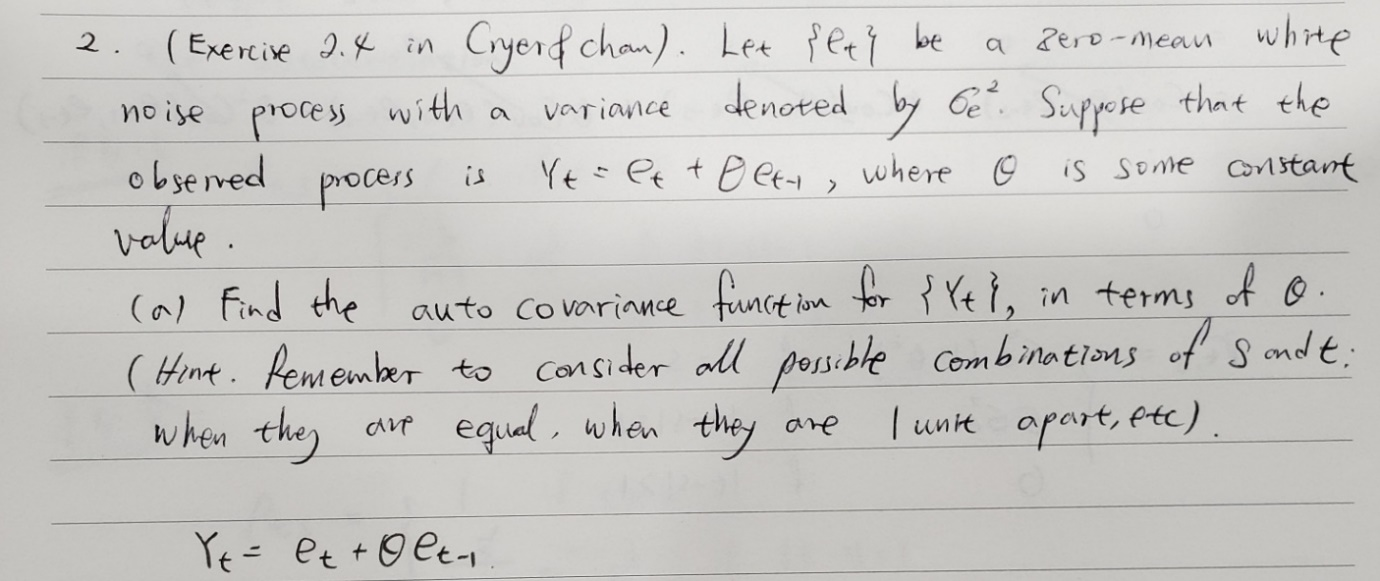 2. (Exercise 2.4 in Cryer & chan). Let {et} be a zero-mean white
noise process with a variance denoted by σe². Suppose that the
observed process is Yt = et + θet-1, where θ is some constant
value.
(a) Find the auto covariance function for {Yt}, in terms of θ.
(Hint. Remember to consider all possible combinations of s and t:
when they are equal, when they are 1 unit apart, etc).
Yt = et + θet-1.